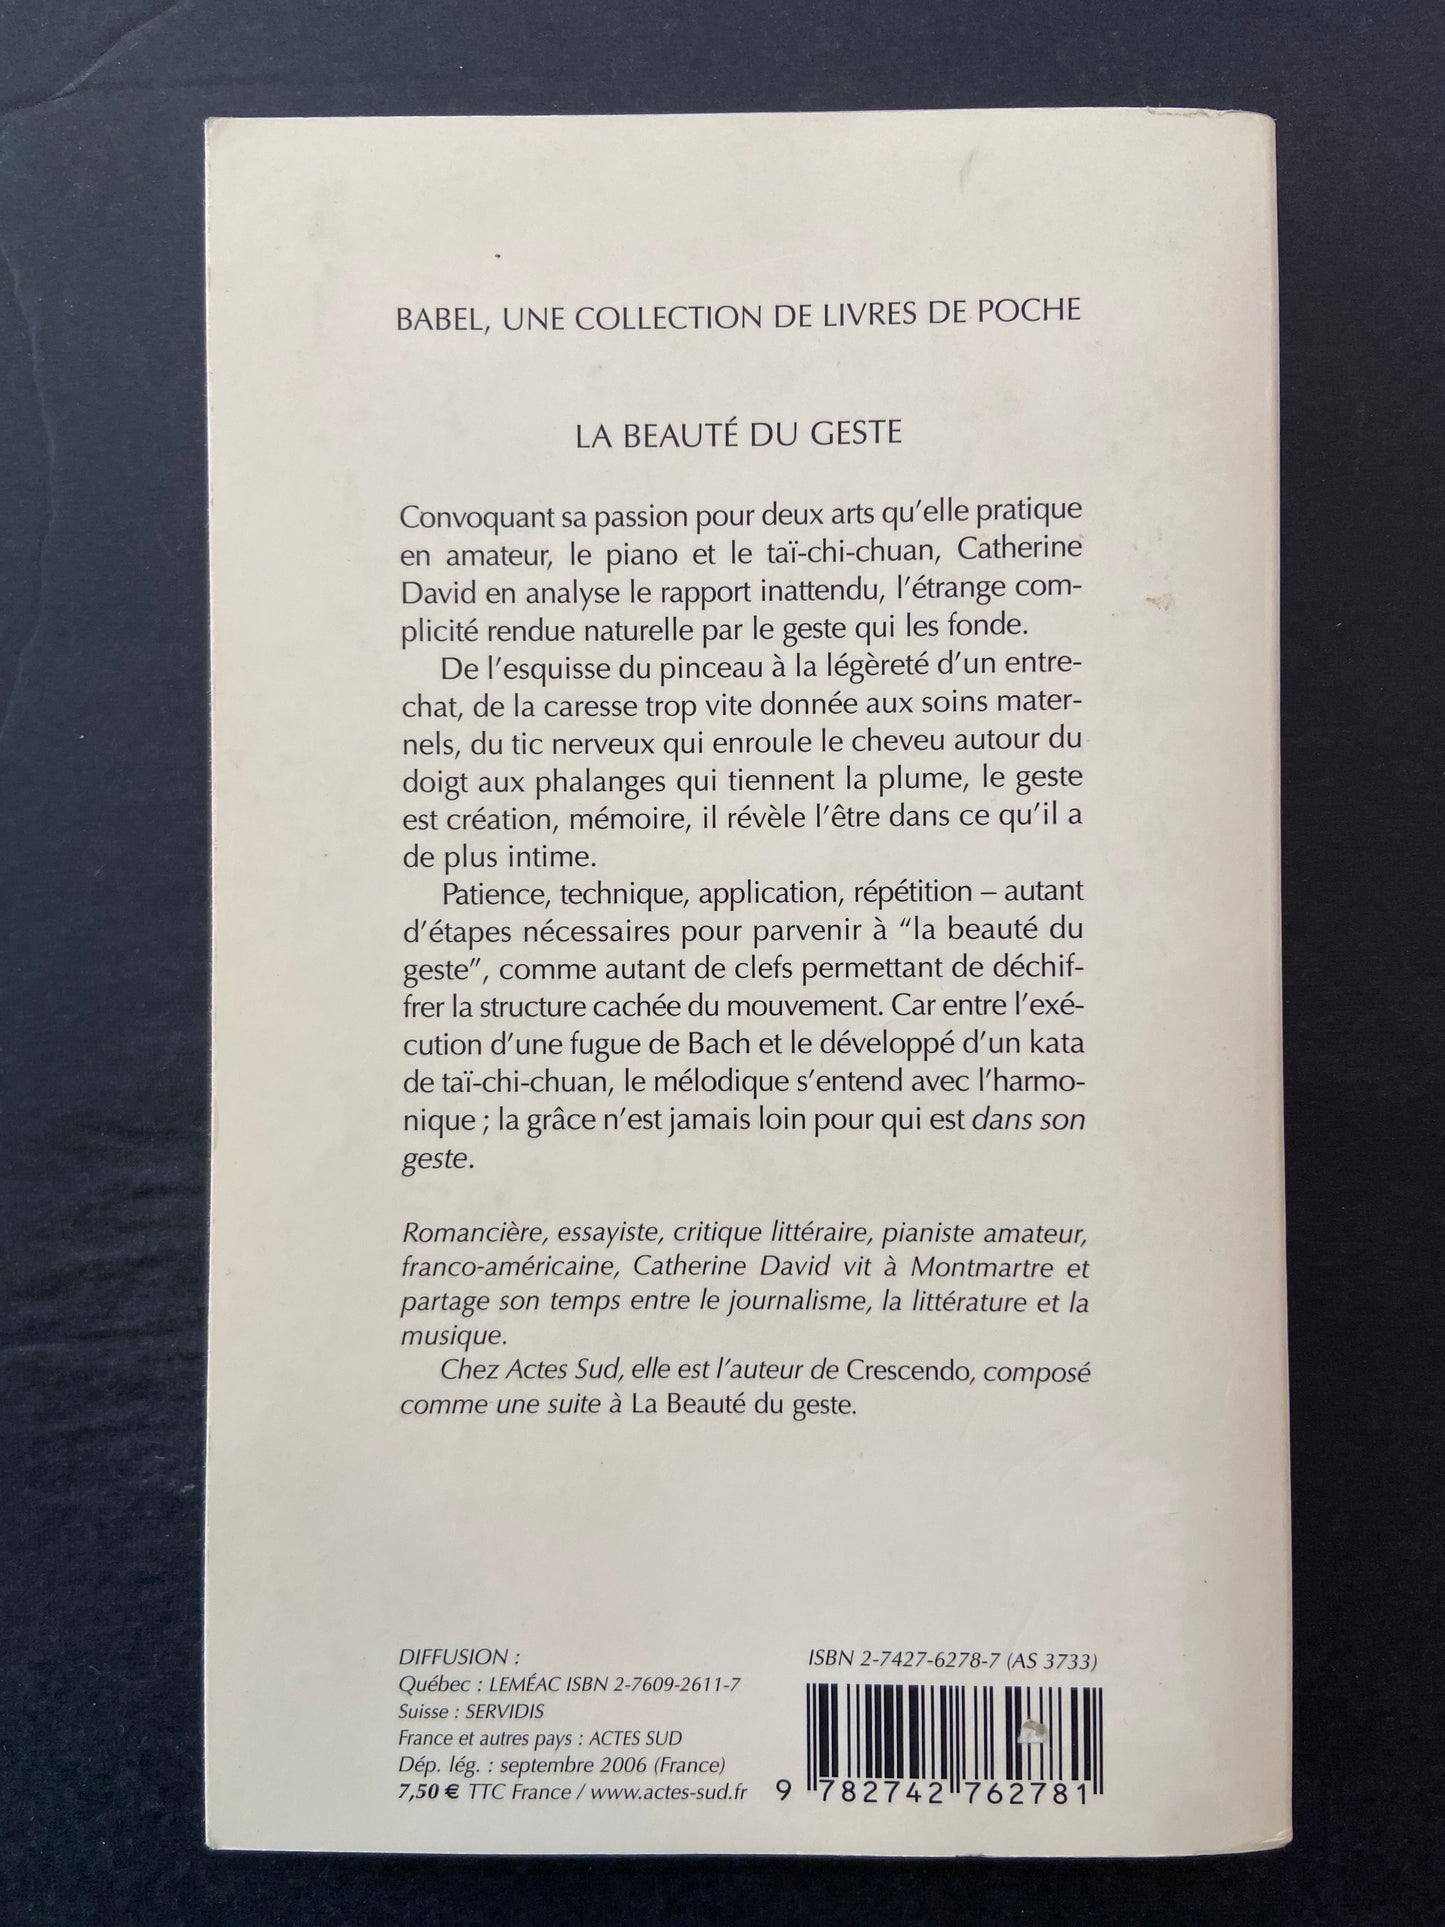 BABEL, UNE COLLECTION DE LIVRES DE POCHE
LA BEAUTÉ DU GESTE
Convoquant sa passion pour deux arts qu'elle pratique
en amateur, le piano et le taï-chi-chuan, Catherine
David en analyse le rapport inattendu, l'étrange com-
plicité rendue naturelle par le geste qui les fonde.
De l'esquisse du pinceau à la légèreté d'un entre-
chat, de la caresse trop vite donnée aux soins mater-
nels, du tic nerveux qui enroule le cheveu autour du
doigt aux phalanges qui tiennent la plume, le geste
est création, mémoire, il révèle l'être dans ce qu'il a
de plus intime.
Patience, technique, application, répétition – autant
d'étapes nécessaires pour parvenir à "la beauté du
geste", comme autant de clefs permettant de déchif-
frer la structure cachée du mouvement. Car entre l'exé-
cution d'une fugue de Bach et le développé d'un kata
de taï-chi-chuan, le mélodique s'entend avec l'harmo-
nique ; la grâce n'est jamais loin pour qui est dans son
geste.
Romancière, essayiste, critique littéraire, pianiste amateur,
franco-américaine, Catherine David vit à Montmartre et
partage son temps entre le journalisme, la littérature et la
musique.
Chez Actes Sud, elle est l'auteur de Crescendo, composé
comme une suite à La Beauté du geste.
DIFFUSION :
Québec : LEMÉAC ISBN 2-7609-2611-7
Suisse : SERVIDIS
France et autres pays : ACTES SUD
Dép. lég. : septembre 2006 (France)
7,50 € TTC France / www.actes-sud.fr
ISBN 2-7427-6278-7 (AS 3733)
9 782742 762781